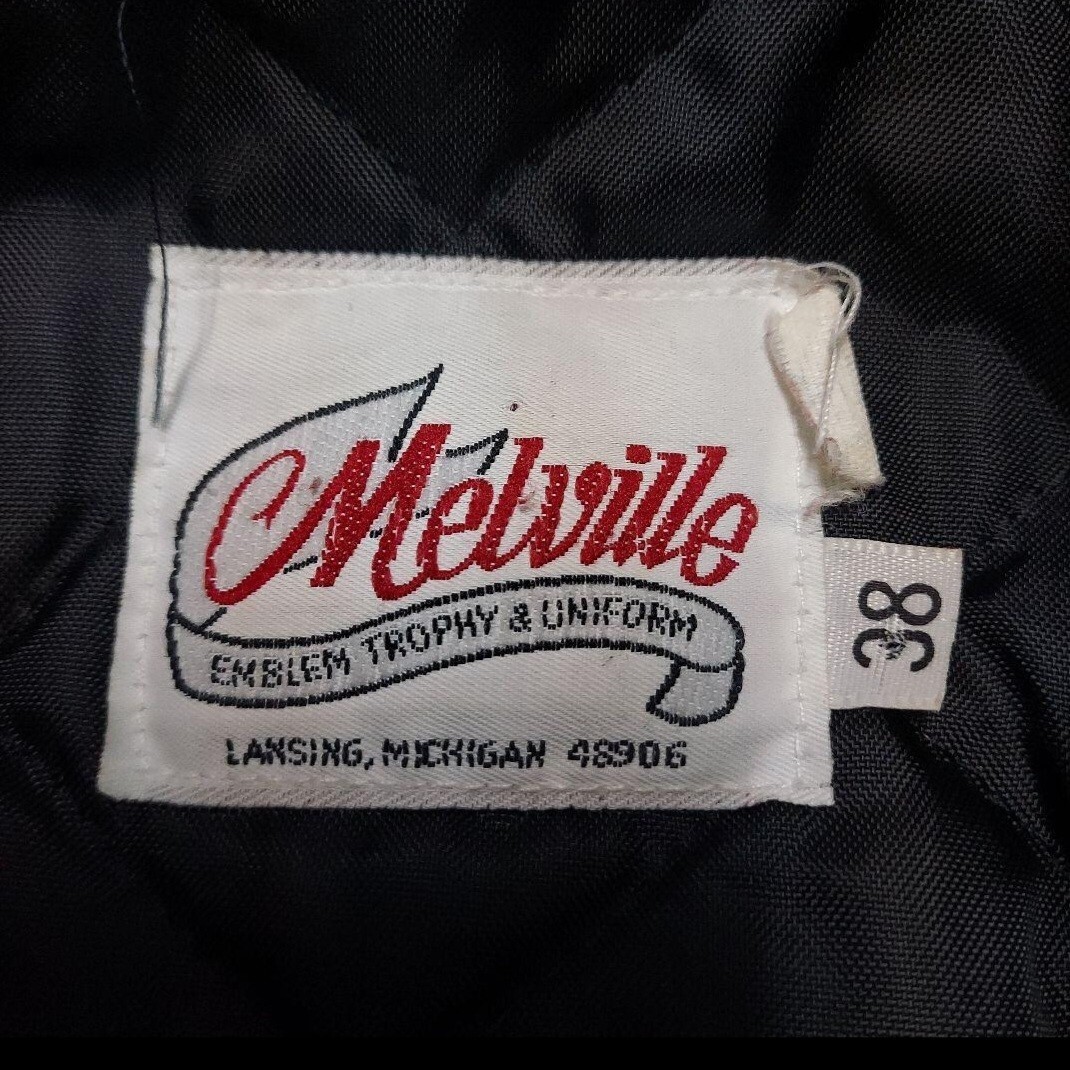 Melville
EMBLEM TROPHY & UNIFORM
LANSING, MICHIGAN 48906
38